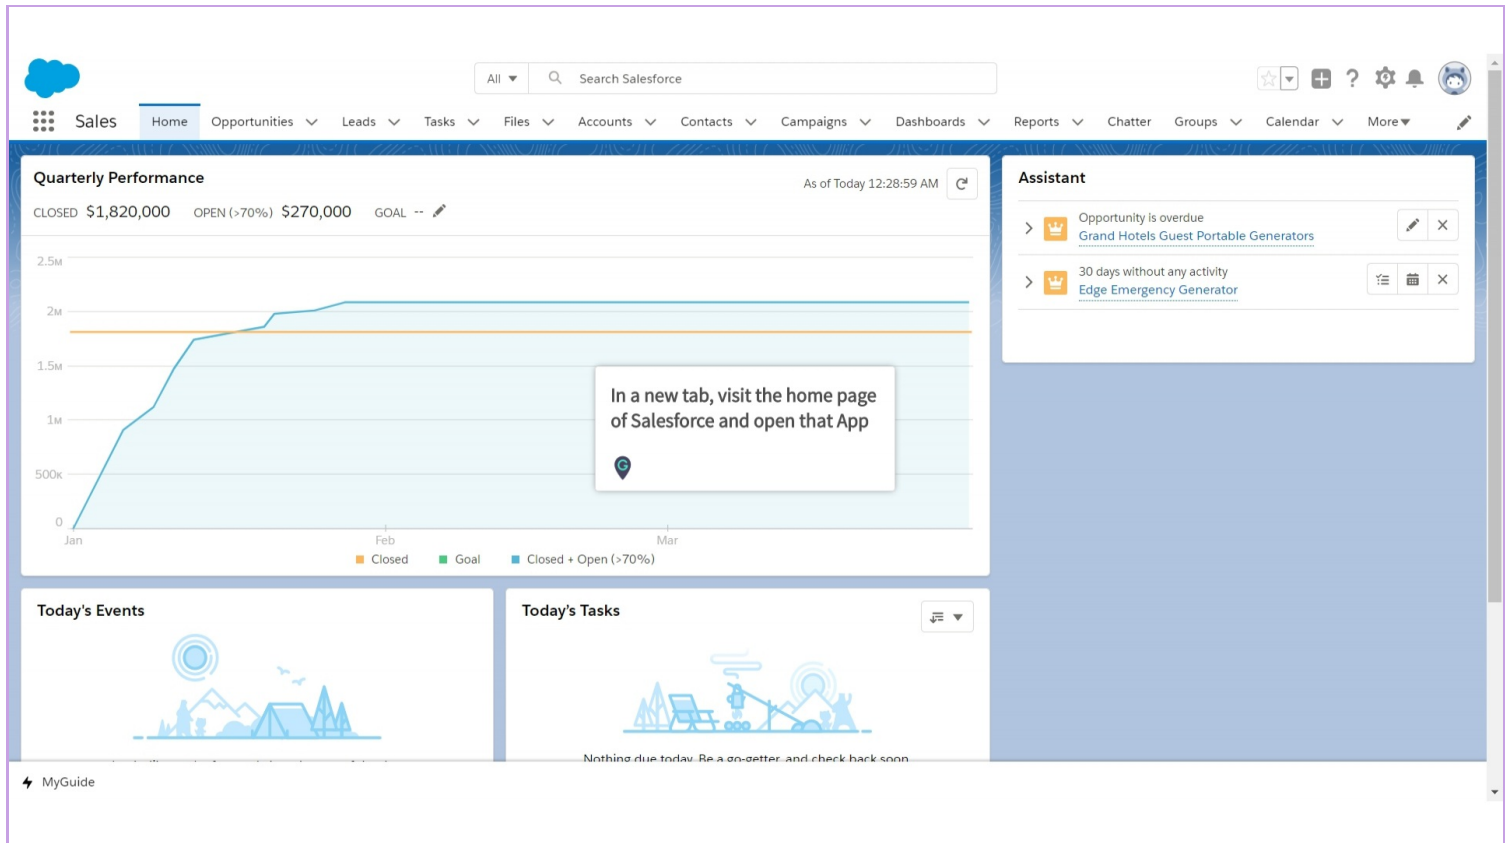 All
Search Salesforce
Sales
Home
Opportunities
Leads
Tasks
Files
Accounts
Contacts
Campaigns
Dashboards
Reports
Chatter
Groups
Calendar
More
Quarterly Performance
As of Today 12:28:59 AM
CLOSED $1,820,000 OPEN (>70%) $270,000 GOAL --
2.5M
2M
1.5M
1M
500K
0
Jan Feb Mar
Closed Goal Closed + Open (>70%)
In a new tab, visit the home page
of Salesforce and open that App
G
Assistant
Opportunity is overdue
Grand Hotels Guest Portable Generators
30 days without any activity
Edge Emergency Generator
Today's Events
Today's Tasks
Nothing due today. Be a go-getter, and check back soon.
MyGuide